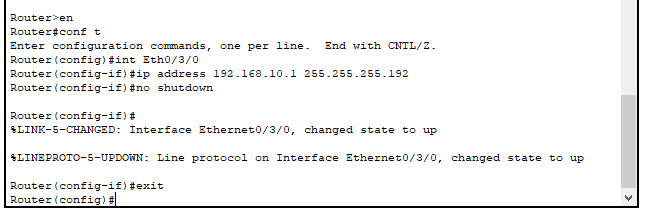 Router>en
Router#conf t
Enter configuration commands, one per line.  End with CNTL/Z.
Router(config)#int Eth0/3/0
Router(config-if)#ip address 192.168.10.1 255.255.255.192
Router(config-if)#no shutdown
Router(config-if)#
%LINK-5-CHANGED: Interface Ethernet0/3/0, changed state to up
%LINEPROTO-5-UPDOWN: Line protocol on Interface Ethernet0/3/0, changed state to up
Router(config-if)#exit
Router(config)#